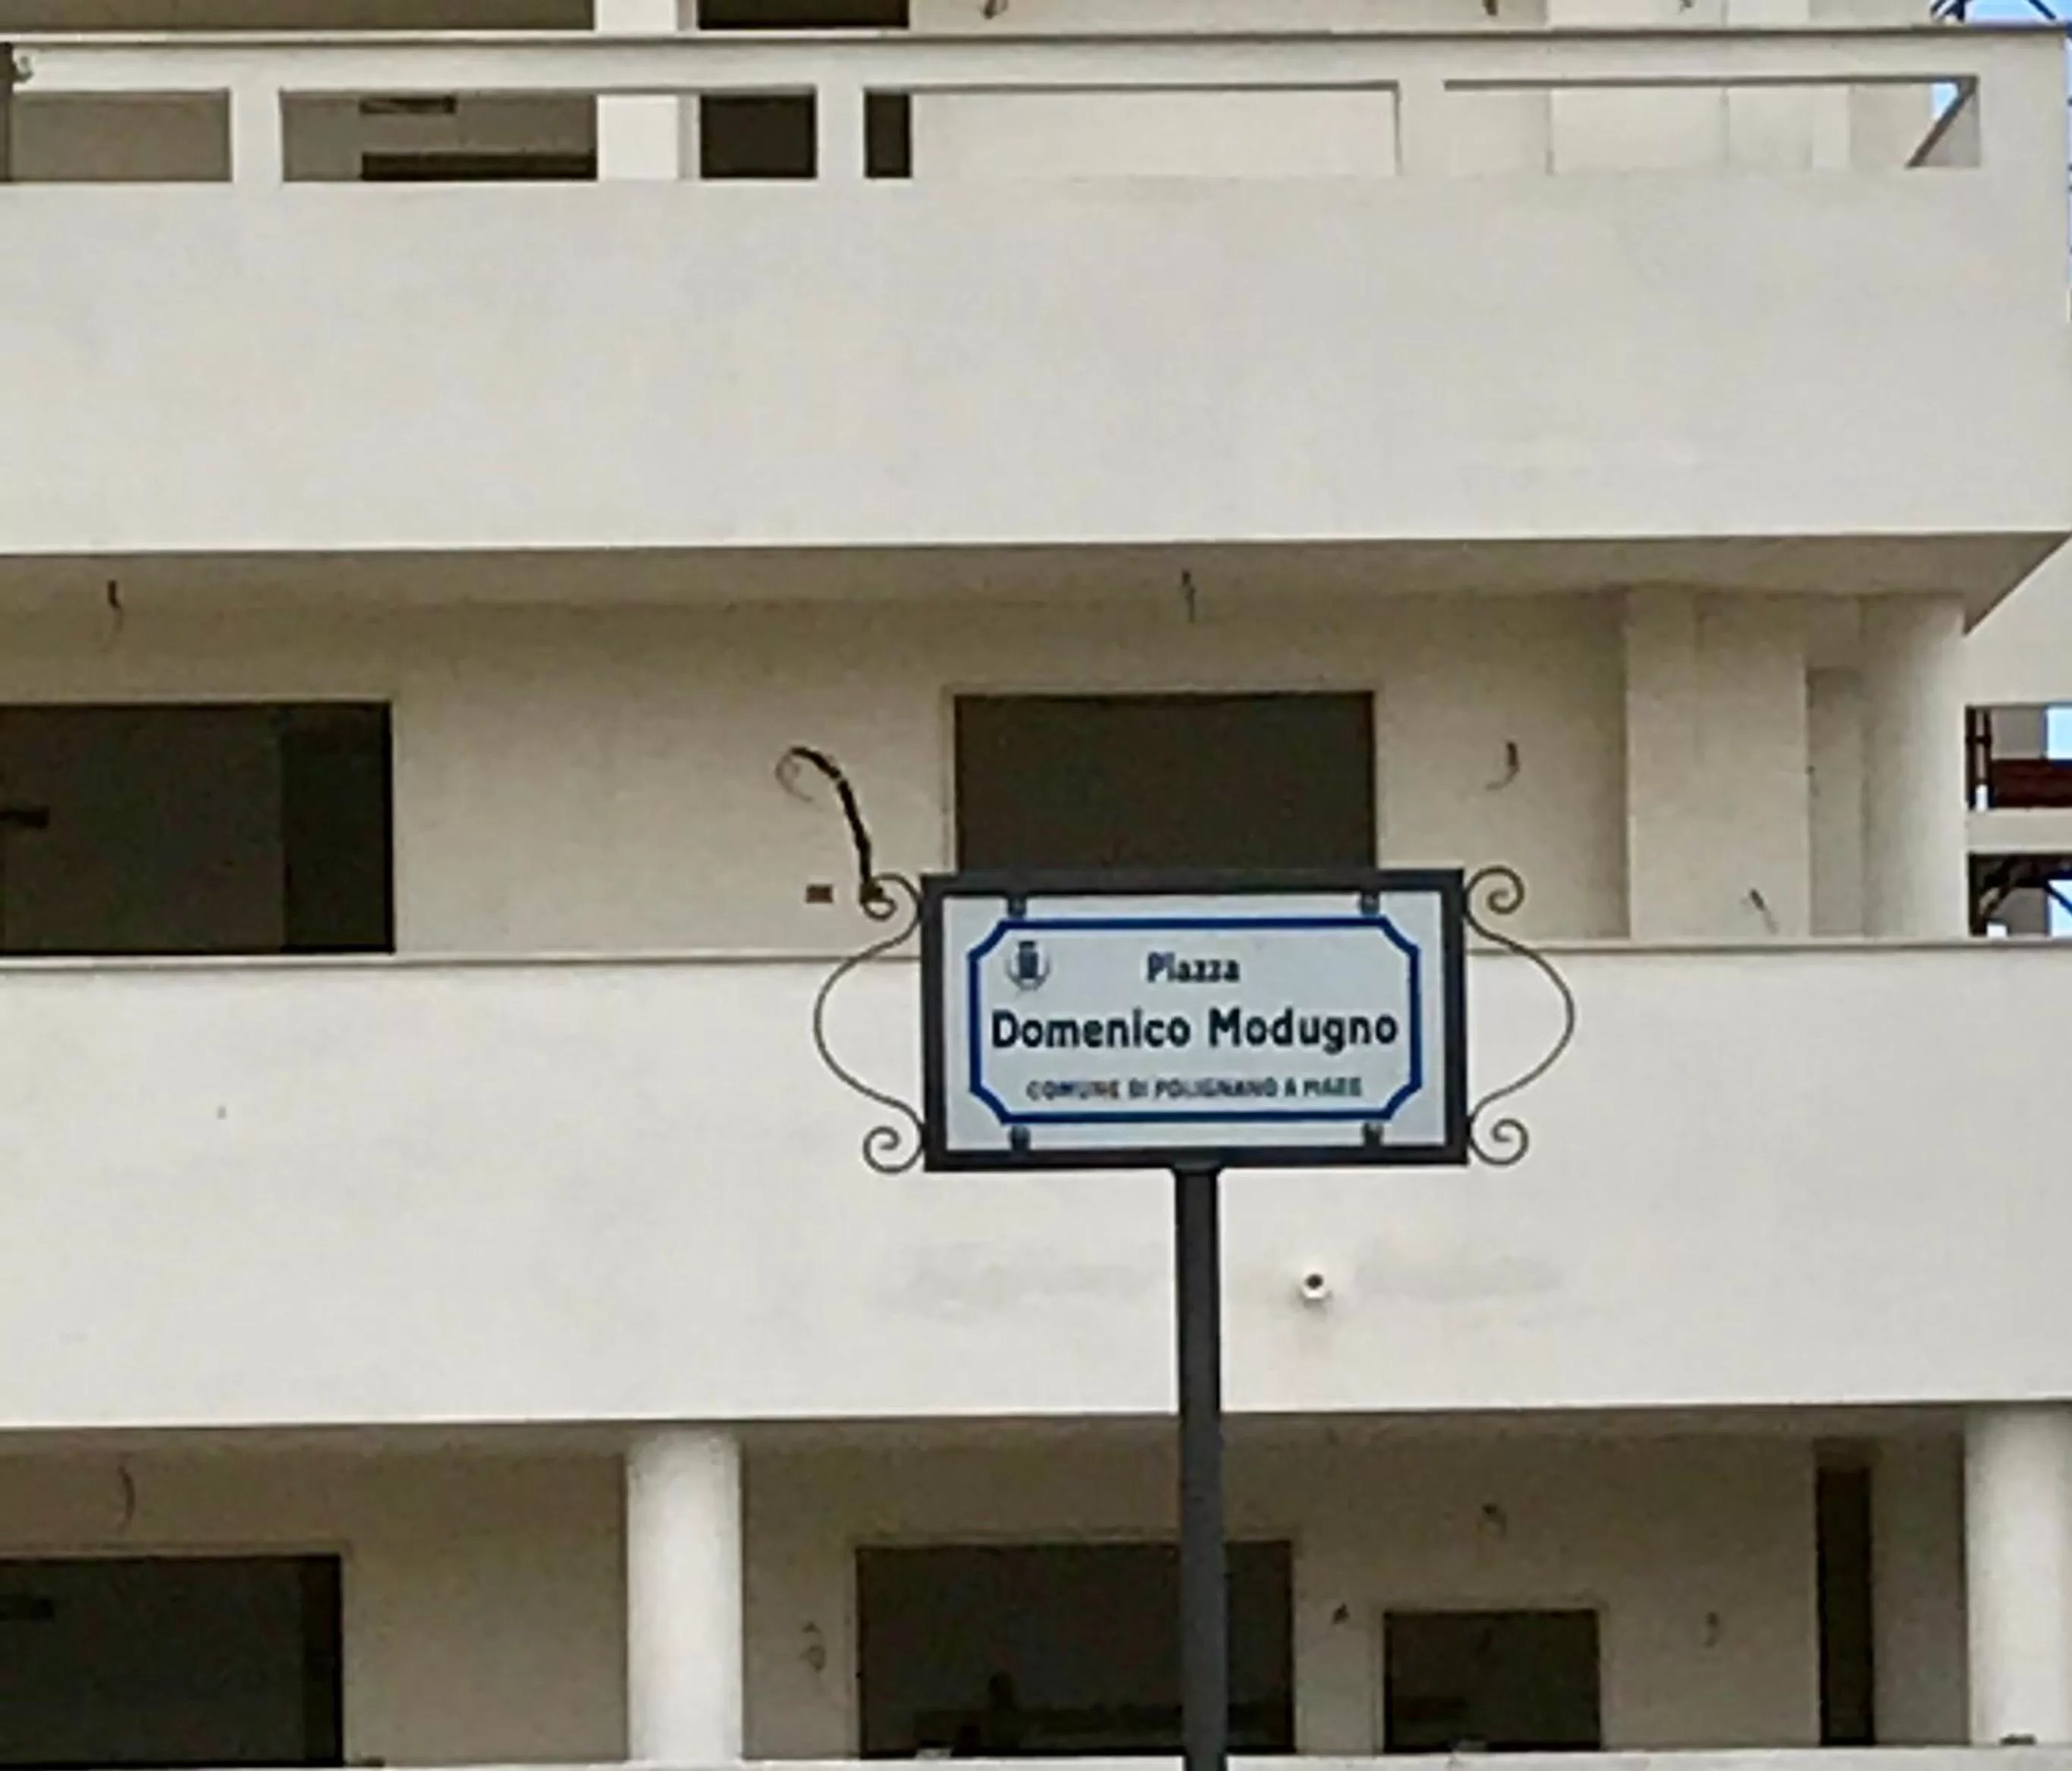 Piazza
Domenico Modugno
COMUNE DI POLIGNANO A MARE